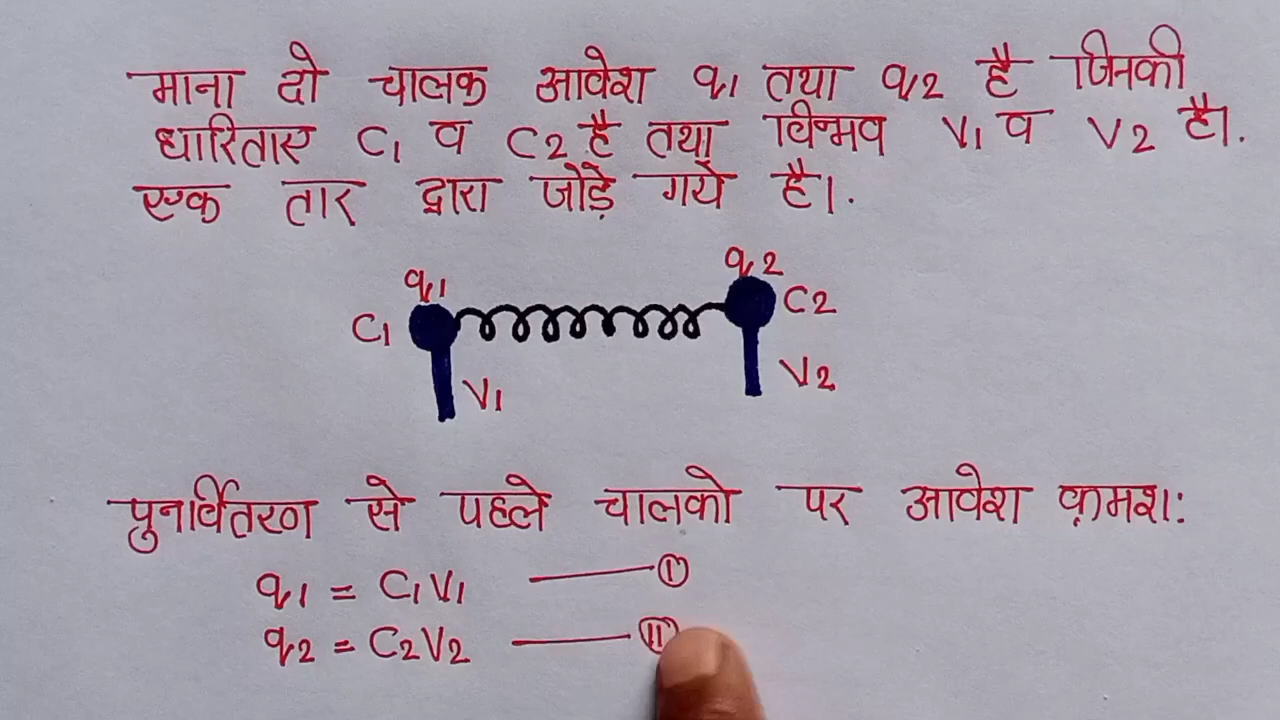 माना दो चालक आवेश q1 तथा q2 है जिनकी
धारिताए C1 व C2 है तथा विन्मव V1 व V2 है।.
एक तार द्वारा जोड़े गये है।.
q1 q2
C1 C2
V1 V2
पुनर्वितरण से पहले चालको पर आवेश क्रमश:
q1 = C1V1 —— I
q2 = C2V2 —— II